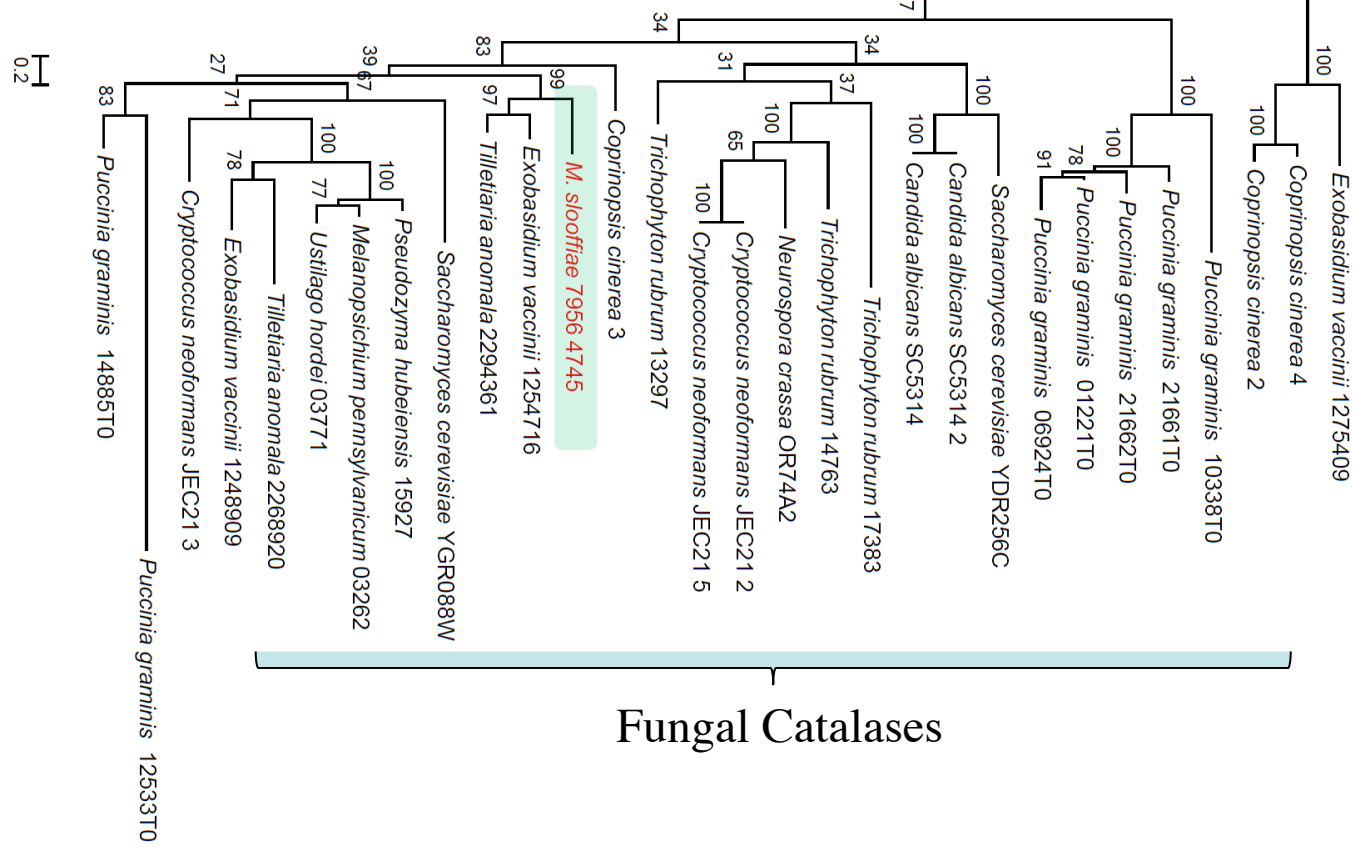 Exobasidium vaccinii 1275409
Coprinopsis cinerea 4
Coprinopsis cinerea 2
Puccinia graminis 10338T0
Puccinia graminis 21661T0
Puccinia graminis 21662T0
Puccinia graminis 01221T0
Puccinia graminis 06924T0
Saccharomyces cerevisiae YDR256C
Candida albicans SC5314 2
Candida albicans SC5314
Trichophyton rubrum 17383
Trichophyton rubrum 14763
Neurospora crassa OR74A2
Cryptococcus neoformans JEC21 2
Cryptococcus neoformans JEC21 5
Trichophyton rubrum 13297
Coprinopsis cinerea 3
M. slooffiae 7956 4745
Exobasidium vaccinii 1254716
Tilletiaria anomala 2294361
Saccharomyces cerevisiae YGR088W
Pseudozyma hubeiensis 15927
Melanopsichium pennsylvanicum 03262
Ustilago hordei 03771
Tilletiaria anomala 2268920
Exobasidium vaccinii 1248909
Cryptococcus neoformans JEC21 3
Puccinia graminis 12533T0
Puccinia graminis 14885T0
100
100
100
100
78
91
7
34
34
100
100
31
37
100
65
100
83
39
99
97
67
27
71
100
100
77
78
83
0.2
Fungal Catalases